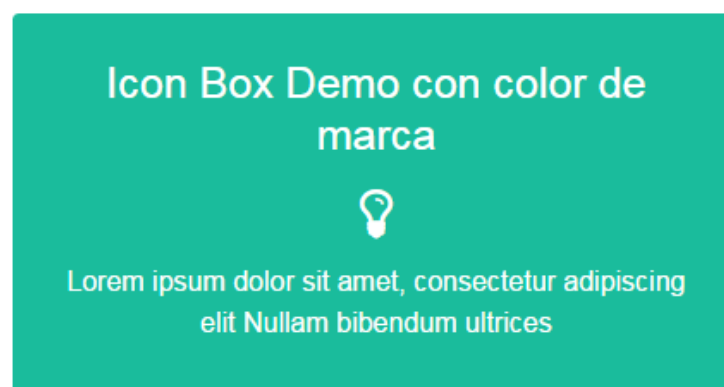 Icon Box Demo con color de
marca
Lorem ipsum dolor sit amet, consectetur adipiscing
elit Nullam bibendum ultrices